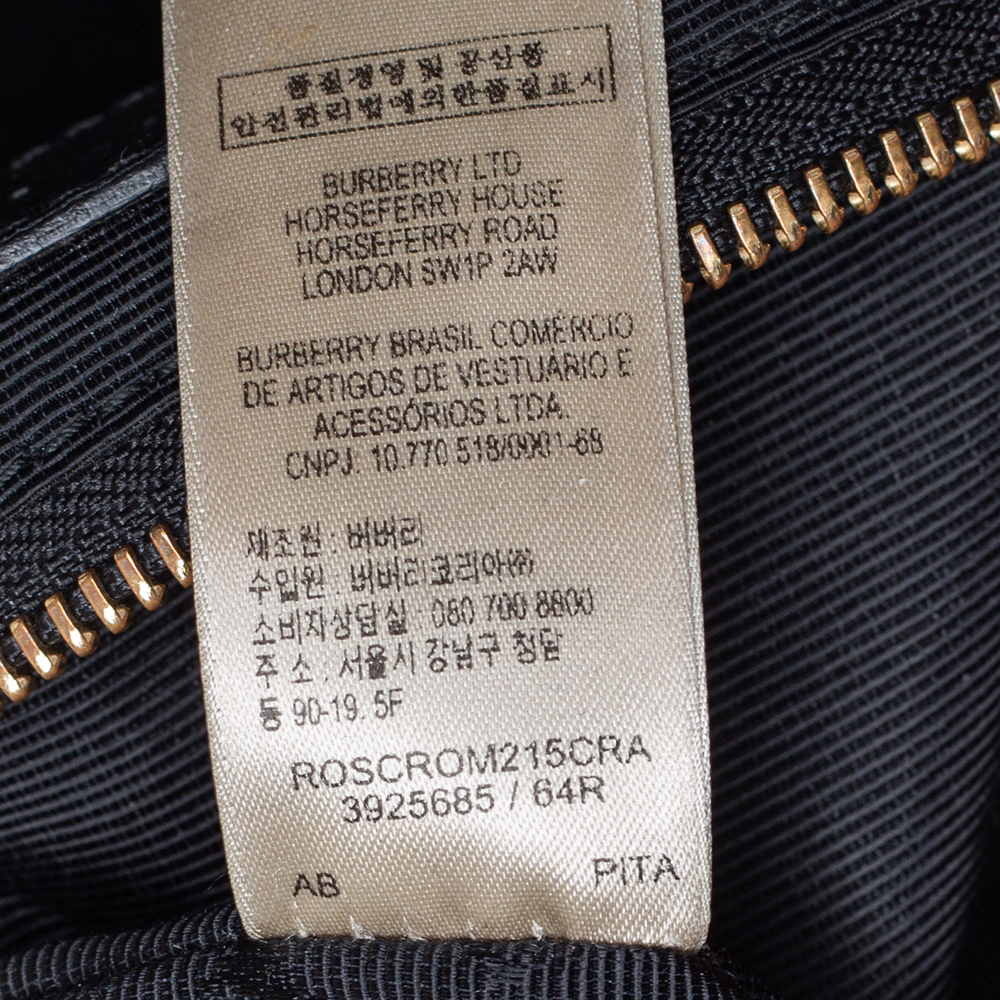 품질경영 및 공산품
안전관리법에의한품질표시
BURBERRY LTD
HORSEFERRY HOUSE
HORSEFERRY ROAD
LONDON SW1P 2AW
BURBERRY BRASIL COMÉRCIO
DE ARTIGOS DE VESTUÁRIO E
ACESSÓRIOS LTDA.
CNPJ. 10.770 518/0001-68
제조원 : 버버리
수입원 : 버버리코리아(주)
소비자상담실 : 080 700 8800
주 소 : 서울시 강남구 청담
동 90-19. 5F
ROSCROM215CRA
3925685 / 64R
AB PITA